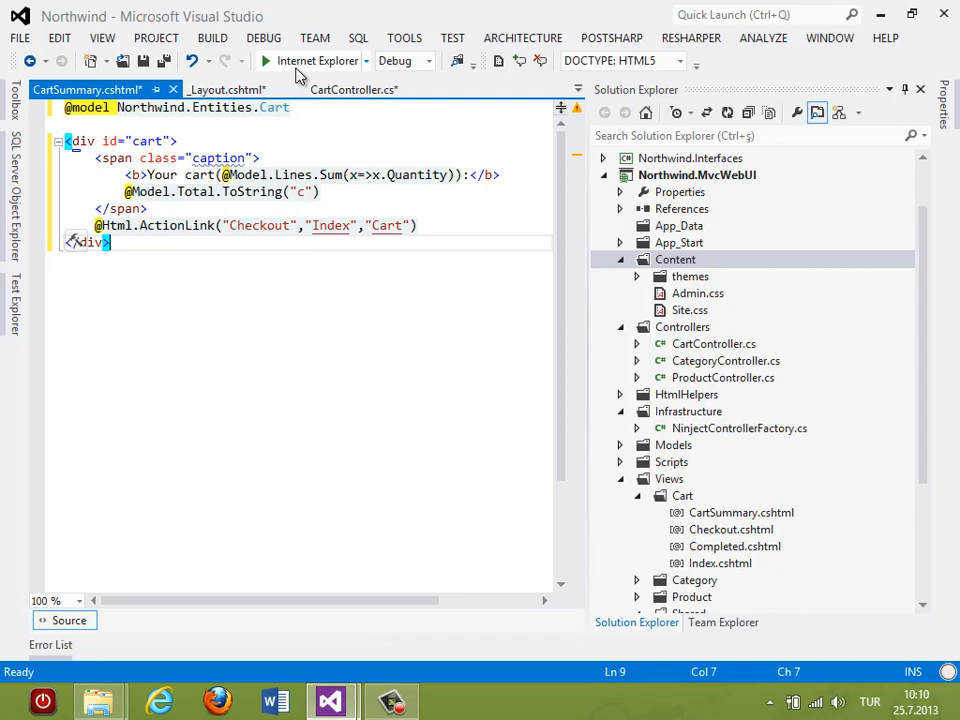 Northwind - Microsoft Visual Studio
Quick Launch (Ctrl+Q)
FILE EDIT VIEW PROJECT BUILD DEBUG TEAM SQL TOOLS TEST ARCHITECTURE POSTSHARP RESHARPER ANALYZE WINDOW HELP
Internet Explorer Debug DOCTYPE: HTML5
CartSummary.cshtml* _Layout.cshtml* CartController.cs*
Toolbox
SQL Server Object Explorer
Test Explorer
@model Northwind.Entities.Cart
<div id="cart">
<span class="caption">
<b>Your cart(@Model.Lines.Sum(x=>x.Quantity)):</b>
@Model.Total.ToString("c")
</span>
@Html.ActionLink("Checkout","Index","Cart")
</div>
100 %
Source
Error List
Solution Explorer
Search Solution Explorer (Ctrl+ş)
Northwind.Interfaces
Northwind.MvcWebUI
Properties
References
App_Data
App_Start
Content
themes
Admin.css
Site.css
Controllers
CartController.cs
CategoryController.cs
ProductController.cs
HtmlHelpers
Infrastructure
NinjectControllerFactory.cs
Models
Scripts
Views
Cart
CartSummary.cshtml
Checkout.cshtml
Completed.cshtml
Index.cshtml
Category
Product
Shared
Solution Explorer Team Explorer
Properties
Ready Ln 9 Col 7 Ch 7 INS
TUR
10:10
25.7.2013